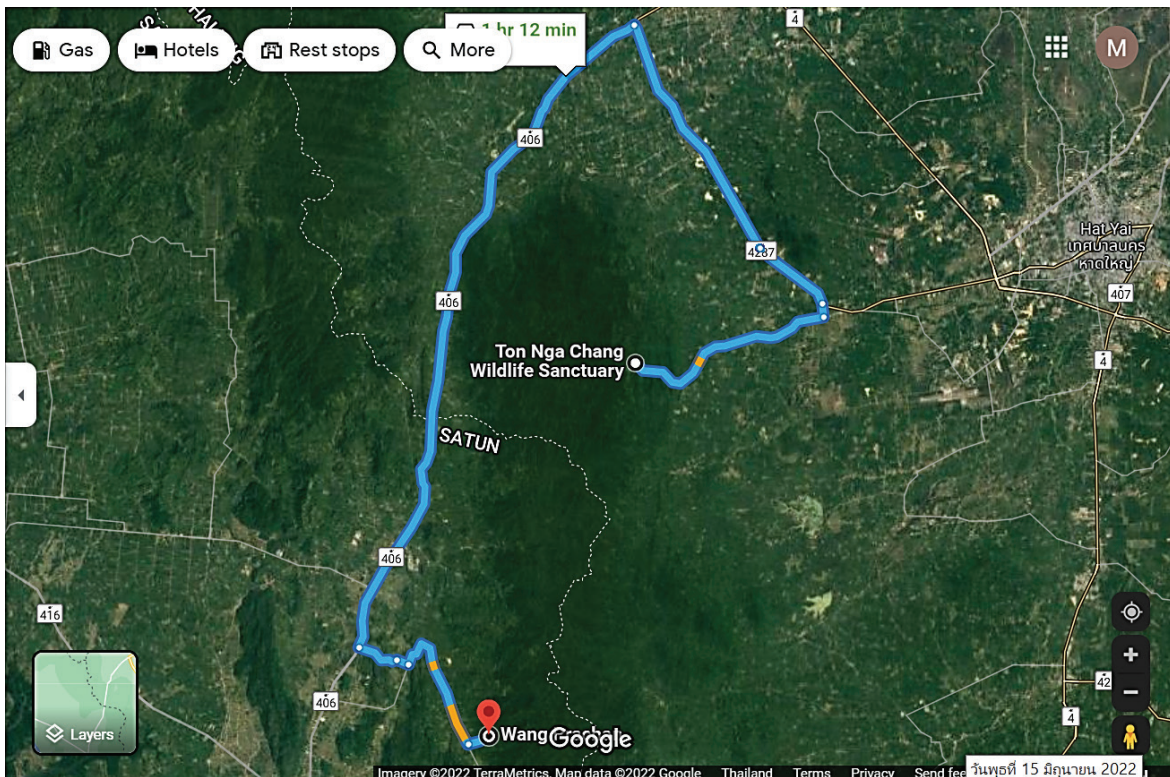 Gas
Hotels
Rest stops
More
1 hr 12 min
4
M
406
4287
Hat Yai
เทศบาลนคร
หาดใหญ่
407
406
Ton Nga Chang
Wildlife Sanctuary
4
SATUN
406
416
406
42
4
Layers
Wang
Google
Imagery ©2022 TerraMetrics, Map data ©2022 Google Thailand Terms Privacy Send
วันพุธที่ 15 มิถุนายน 2022